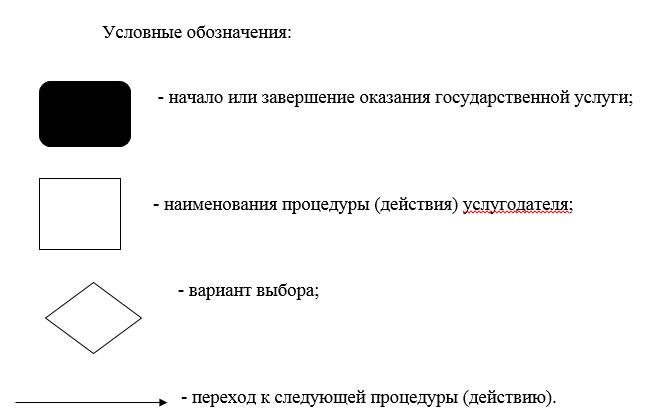 Условные обозначения:
- начало или завершение оказания государственной услуги;
- наименования процедуры (действия) услугодателя;
- вариант выбора;
- переход к следующей процедуры (действию).